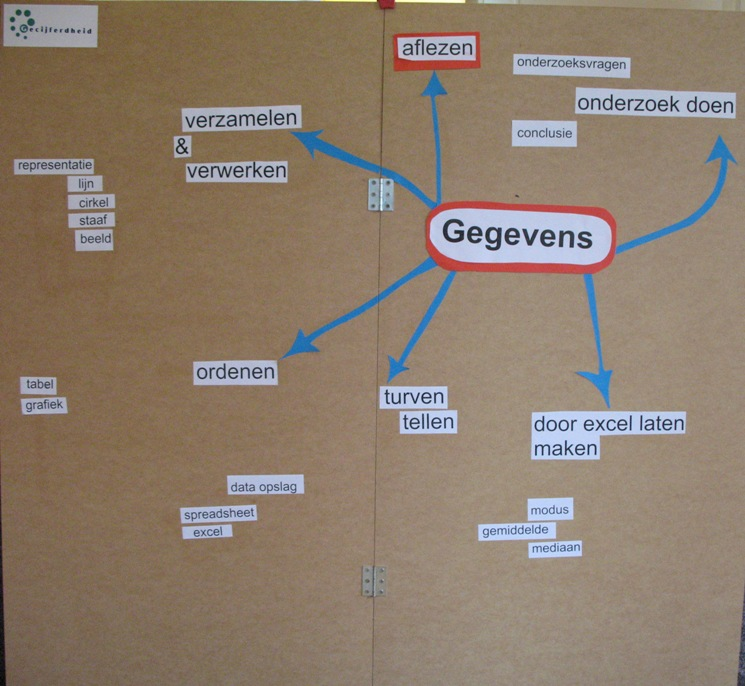 Gecijferdheid
aflezen
onderzoeksvragen
onderzoek doen
conclusie
verzamelen
&
verwerken
representatie
lijn
cirkel
staaf
beeld
Gegevens
ordenen
tabel
grafiek
turven
tellen
door excel laten
maken
data opslag
spreadsheet
excel
modus
gemiddelde
mediaan